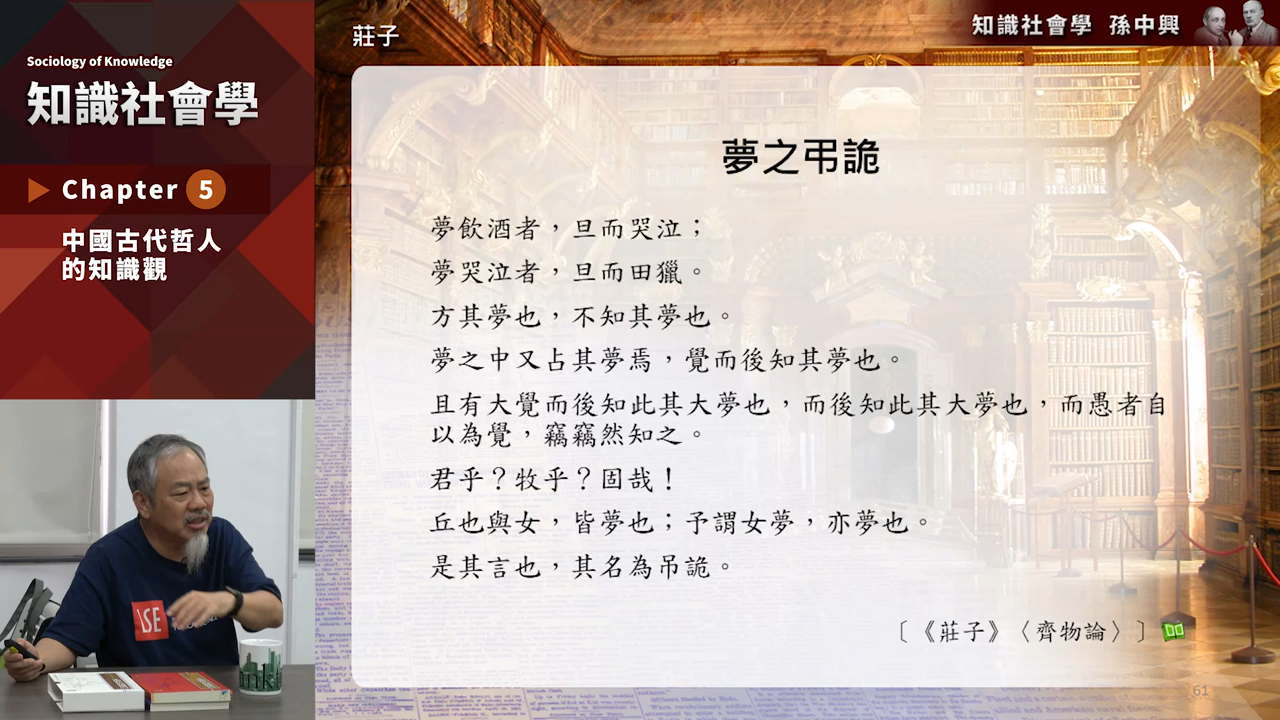 Sociology of Knowledge
知識社會學
Chapter 5
中國古代哲人
的知識觀
莊子
知識社會學 孫中興
夢之弔詭
夢飲酒者，旦而哭泣；
夢哭泣者，旦而田獵。
方其夢也，不知其夢也。
夢之中又占其夢焉，覺而後知其夢也。
且有大覺而後知此其大夢也，而後知此其大夢也，而愚者自
以為覺，竊竊然知之。
君乎？牧乎？固哉！
丘也與女，皆夢也；予謂女夢，亦夢也。
是其言也，其名為吊詭。
〔《莊子》〈齊物論〉〕
61